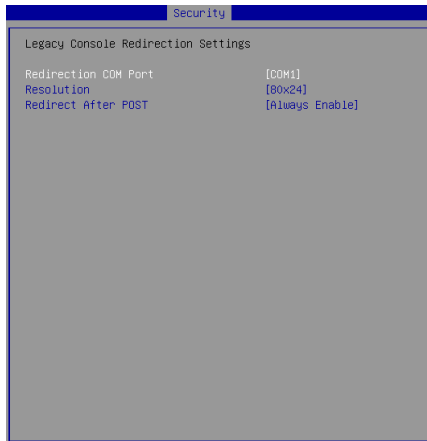 Security
Legacy Console Redirection Settings
Redirection COM Port [COM1]
Resolution [80x24]
Redirect After POST [Always Enable]